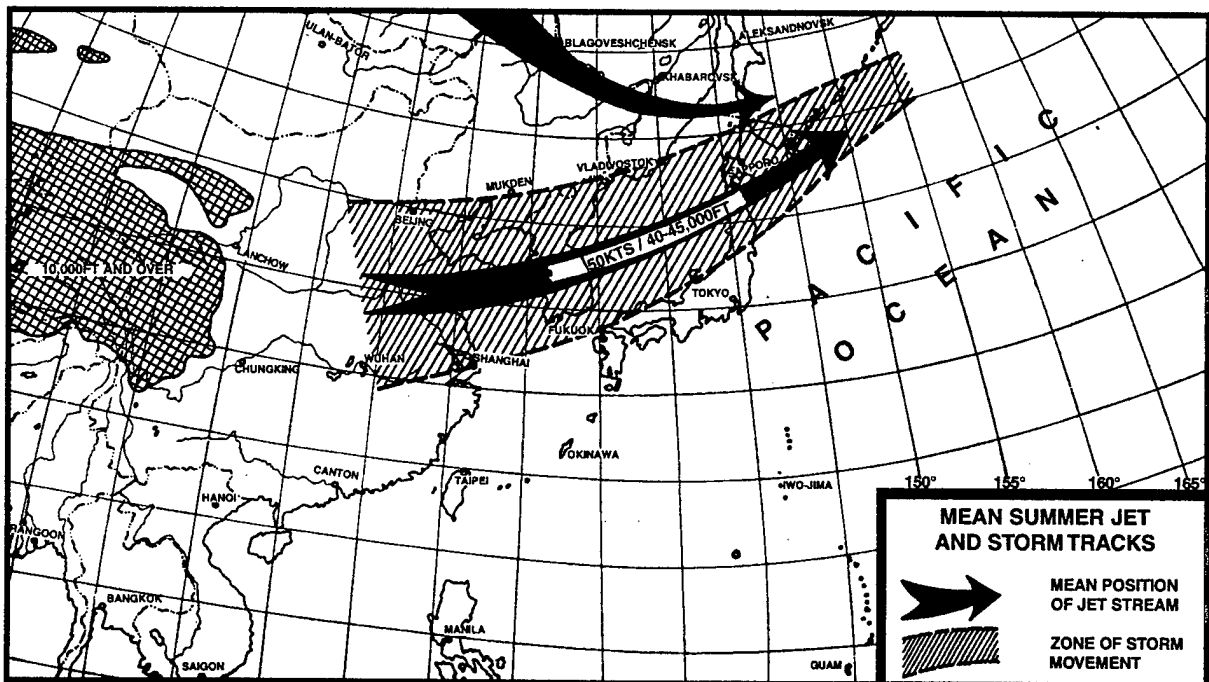 ULAN-BATOR
BLAGOVESHCHENSK
ALEKSANDNOVSK
KHABAROVSK
VLADIVOSTOK
SAPPORO
MUKDEN
BEIJING
LANCHOW
10,000FT AND OVER
50KTS / 40-45,000FT
TOKYO
FUKUOK
PACIFIC
OCEAN
WUHAN
SHANGHAI
CHUNGKING
OKINAWA
CANTON
TAIPEI
HANOI
IWO-JIMA
150° 155° 160° 165°
RANGOON
BANGKOK
MANILA
SAIGON
GUAM
MEAN SUMMER JET
AND STORM TRACKS
MEAN POSITION
OF JET STREAM
ZONE OF STORM
MOVEMENT